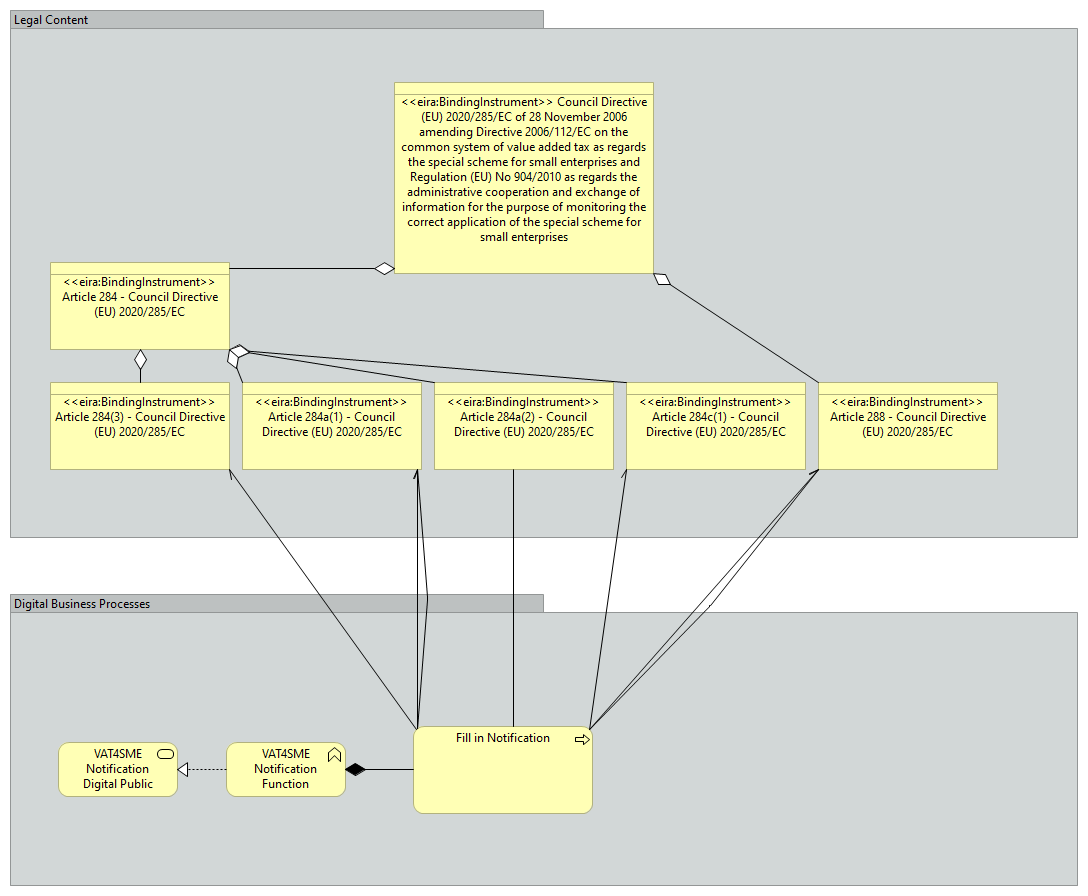 Legal Content
<<eira:BindingInstrument>> Council Directive
(EU) 2020/285/EC of 28 November 2006
amending Directive 2006/112/EC on the
common system of value added tax as regards
the special scheme for small enterprises and
Regulation (EU) No 904/2010 as regards the
administrative cooperation and exchange of
information for the purpose of monitoring the
correct application of the special scheme for
small enterprises
<<eira:BindingInstrument>>
Article 284 - Council Directive
(EU) 2020/285/EC
<<eira:BindingInstrument>>
Article 284(3) - Council Directive
(EU) 2020/285/EC
<<eira:BindingInstrument>>
Article 284a(1) - Council
Directive (EU) 2020/285/EC
<<eira:BindingInstrument>>
Article 284a(2) - Council
Directive (EU) 2020/285/EC
<<eira:BindingInstrument>>
Article 284c(1) - Council
Directive (EU) 2020/285/EC
<<eira:BindingInstrument>>
Article 288 - Council Directive
(EU) 2020/285/EC
Digital Business Processes
VAT4SME
Notification
Digital Public
VAT4SME
Notification
Function
Fill in Notification